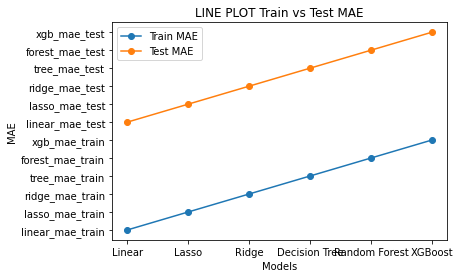 LINE PLOT Train vs Test MAE
Train MAE
Test MAE
MAE
xgb_mae_test
forest_mae_test
tree_mae_test
ridge_mae_test
lasso_mae_test
linear_mae_test
xgb_mae_train
forest_mae_train
tree_mae_train
ridge_mae_train
lasso_mae_train
linear_mae_train
Linear Lasso Ridge Decision Tree Random Forest XGBoost
Models